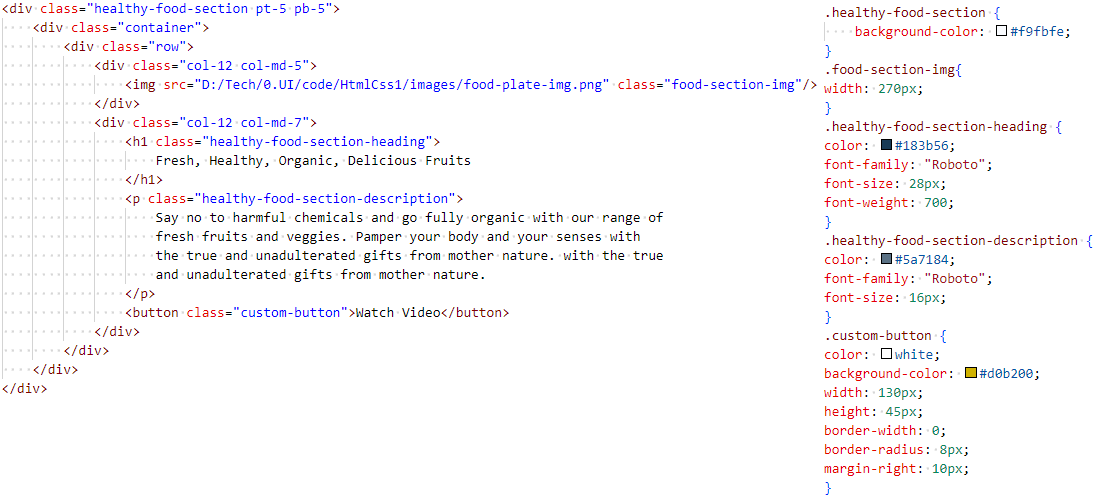 <div class="healthy-food-section pt-5 pb-5">
<div class="container">
<div class="row">
<div class="col-12 col-md-5">
<img src="D:/Tech/0.UI/code/HtmlCss1/images/food-plate-img.png" class="food-section-img"/>
</div>
<div class="col-12 col-md-7">
<h1 class="healthy-food-section-heading">
Fresh, Healthy, Organic, Delicious Fruits
</h1>
<p class="healthy-food-section-description">
Say no to harmful chemicals and go fully organic with our range of
fresh fruits and veggies. Pamper your body and your senses with
the true and unadulterated gifts from mother nature. with the true
and unadulterated gifts from mother nature.
</p>
<button class="custom-button">Watch Video</button>
</div>
</div>
</div>
</div>
.healthy-food-section {
background-color: #f9fbfe;
}
.food-section-img{
width: 270px;
}
.healthy-food-section-heading {
color: #183b56;
font-family: "Roboto";
font-size: 28px;
font-weight: 700;
}
.healthy-food-section-description {
color: #5a7184;
font-family: "Roboto";
font-size: 16px;
}
.custom-button {
color: white;
background-color: #d0b200;
width: 130px;
height: 45px;
border-width: 0;
border-radius: 8px;
margin-right: 10px;
}